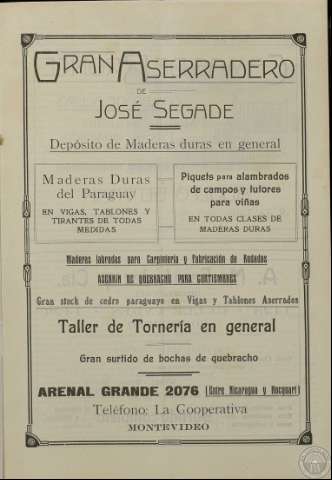 GRAN ASERRADERO
DE
JOSÉ SEGADE
Depósito de Maderas duras en general
Maderas Duras
del Paraguay
EN VIGAS, TABLONES Y
TIRANTES DE TODAS
MEDIDAS
Piquets para alambrados
de campos y tutores
para viñas
EN TODAS CLASES DE
MADERAS DURAS
Maderas labradas para Carpintería y Fabricación de Rodados
ASERRIN DE QUEBRACHO PARA CURTIEMBRES
Gran stock de cedro paraguayo en Vigas y Tablones Aserrados
Taller de Tornería en general
Gran surtido de bochas de quebracho
ARENAL GRANDE 2076 (Entre Nicaragua y Hocquart)
Teléfono: La Cooperativa
MONTEVIDEO